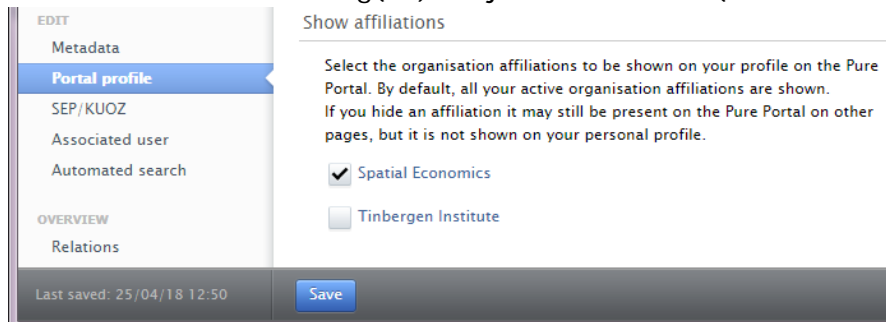 EDIT
Metadata
Portal profile
SEP/KUOZ
Associated user
Automated search
OVERVIEW
Relations
Last saved: 25/04/18 12:50
Show affiliations
Select the organisation affiliations to be shown on your profile on the Pure
Portal. By default, all your active organisation affiliations are shown.
If you hide an affiliation it may still be present on the Pure Portal on other
pages, but it is not shown on your personal profile.
Spatial Economics
Tinbergen Institute
Save